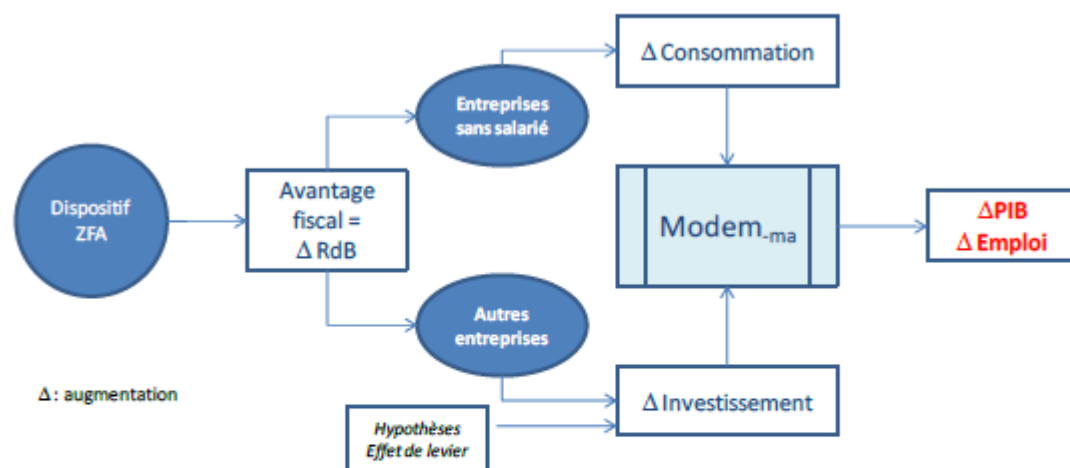 Δ Consommation
Entreprises
sans salarié
Dispositif
ZFA
Avantage
fiscal =
Δ RdB
Modem-ma
ΔPIB
Δ Emploi
Autres
entreprises
Δ : augmentation
Δ Investissement
Hypothèses
Effet de levier